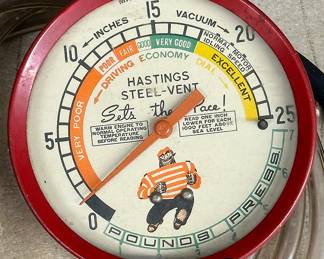 INCHES
VACUUM
0
5
10
15
20
25
VERY POOR
POOR
FAIR
GOOD
VERY GOOD
NORMAL MOTOR
IDLING SPEED
EXCELLENT
DRIVING ECONOMY DIAL
HASTINGS
STEEL-VENT
Sets the Pace!
WARM ENGINE TO
NORMAL OPERATING
TEMPERATURE
BEFORE READING
READ ONE INCH
LOWER FOR EACH
1000 FEET ABOVE
SEA LEVEL
POUNDS PRESS.
7